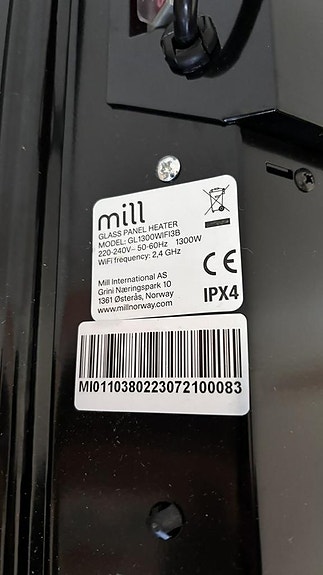 mill
GLASS PANEL HEATER
MODEL: GL1300WIFI3B
220-240V~ 50-60Hz 1300W
WiFi frequency: 2,4 GHz
Mill International AS
Grini Næringspark 10
1361 Østerås, Norway
www.millnorway.com
CE
IPX4
MI0110380223072100083